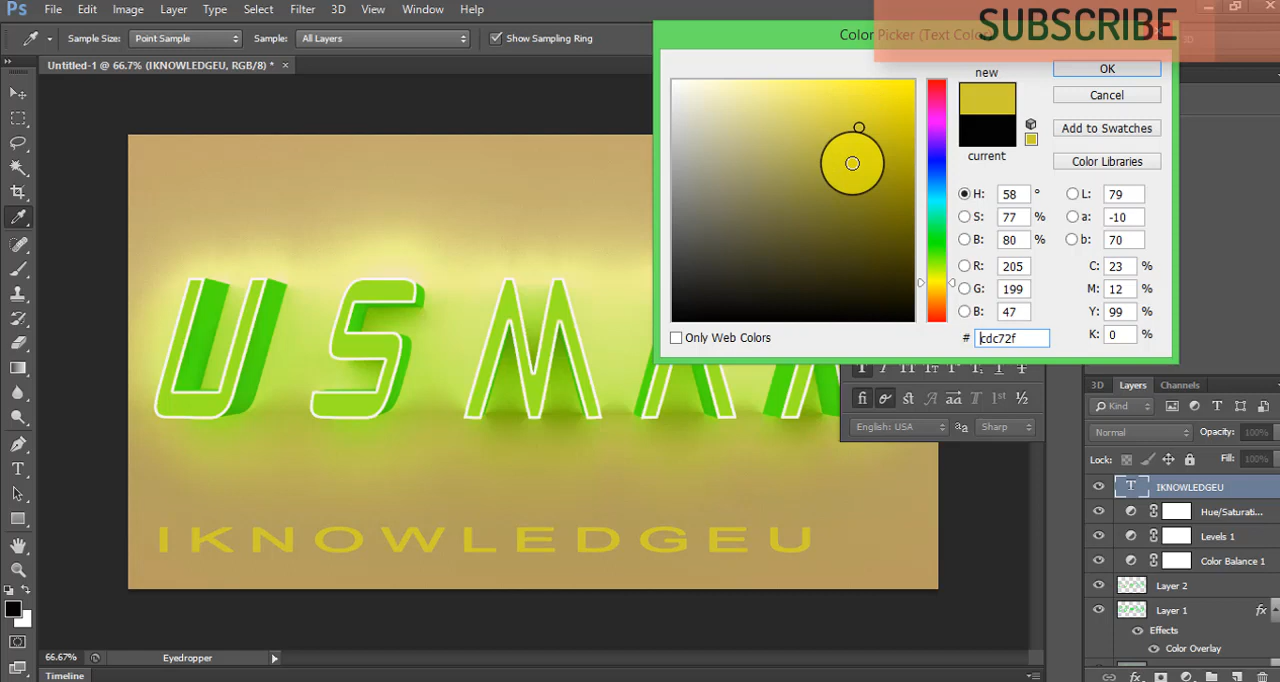 Ps File Edit Image Layer Type Select Filter 3D View Window Help
SUBSCRIBE
Sample Size: Point Sample Sample: All Layers Show Sampling Ring
Color Picker (Text Color)
Untitled-1 @ 66.7% (IKNOWLEDGEU, RGB/8) * ×
new
current
OK
Cancel
Add to Swatches
Color Libraries
H: 58 °
S: 77 %
B: 80 %
R: 205
G: 199
B: 47
# cdc72f
L: 79
a: -10
b: 70
C: 23 %
M: 12 %
Y: 99 %
K: 0 %
Only Web Colors
USMAN
IKNOWLEDGEU
English: USA aa Sharp
3D Layers Channels
Kind
Normal Opacity: 100%
Lock: Fill: 100%
IKNOWLEDGEU
Hue/Saturati...
Levels 1
Color Balance 1
Layer 2
Layer 1 fx
Effects
Color Overlay
66.67% Eyedropper
Timeline